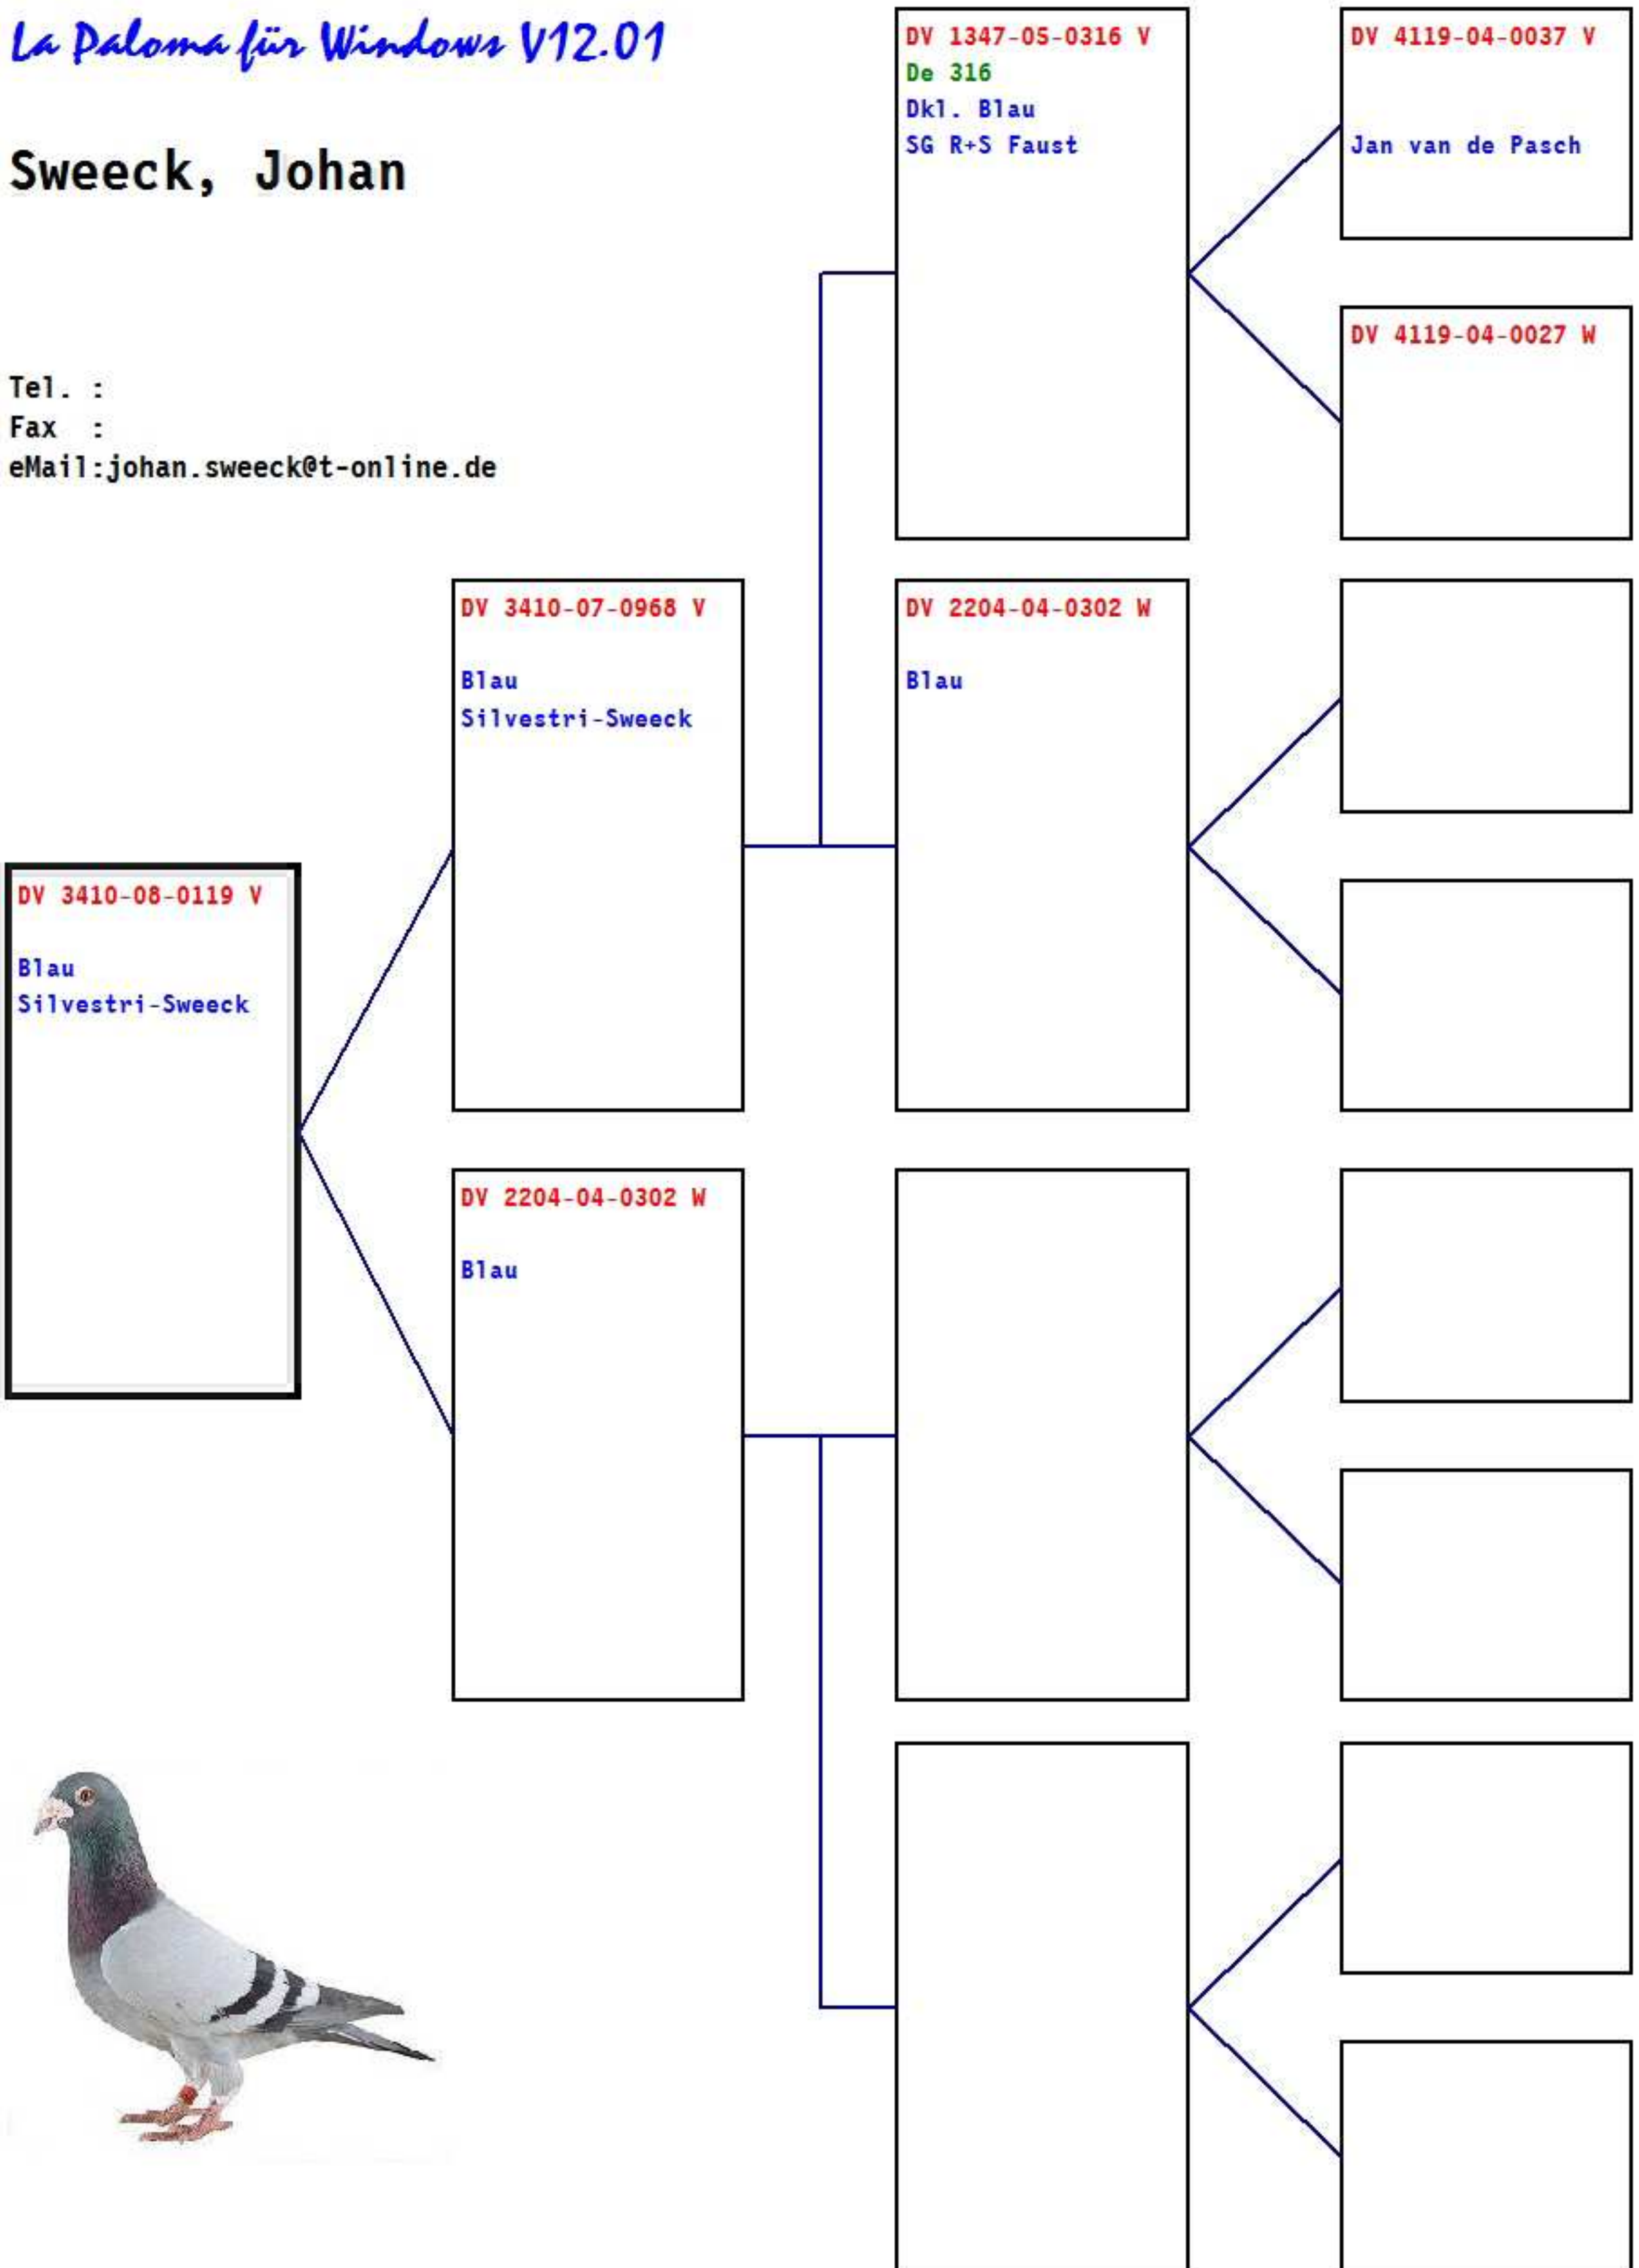 La Paloma für Windows V12.01
Sweeck, Johan
Tel. :
Fax  :
eMail:johan.sweeck@t-online.de
DV 3410-08-0119 V
Blau
Silvestri-Sweeck
DV 3410-07-0968 V
Blau
Silvestri-Sweeck
DV 2204-04-0302 W
Blau
DV 1347-05-0316 V
De 316
Dkl. Blau
SG R+S Faust
DV 2204-04-0302 W
Blau
DV 4119-04-0037 V
Jan van de Pasch
DV 4119-04-0027 W